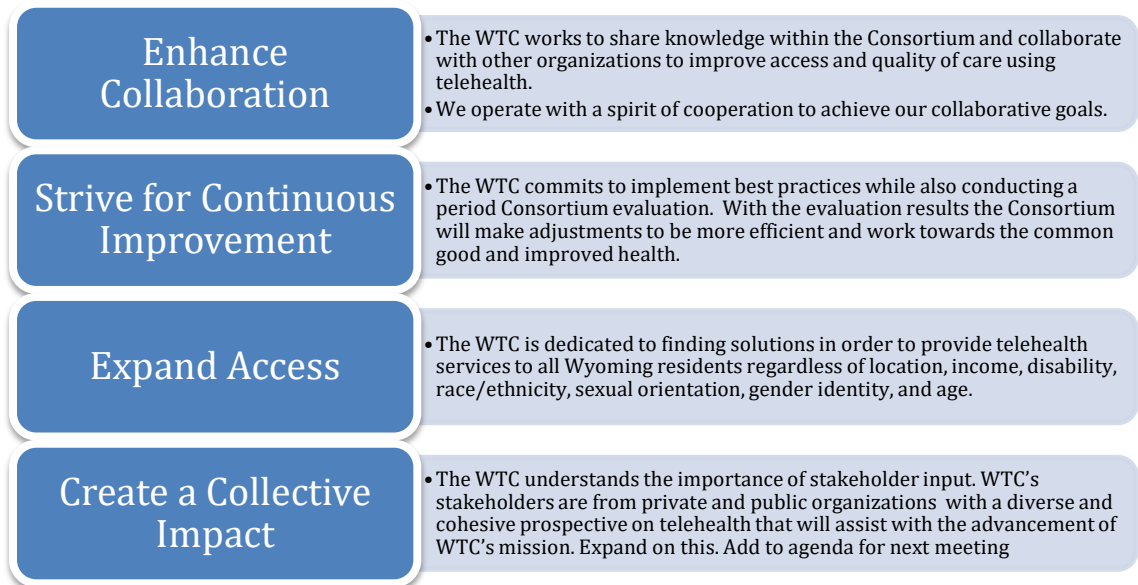 Enhance
Collaboration
•The WTC works to share knowledge within the Consortium and collaborate
with other organizations to improve access and quality of care using
telehealth.
•We operate with a spirit of cooperation to achieve our collaborative goals.
Strive for Continuous
Improvement
•The WTC commits to implement best practices while also conducting a
period Consortium evaluation.  With the evaluation results the Consortium
will make adjustments to be more efficient and work towards the common
good and improved health.
Expand Access
•The WTC is dedicated to finding solutions in order to provide telehealth
services to all Wyoming residents regardless of location, income, disability,
race/ethnicity, sexual orientation, gender identity, and age.
Create a Collective
Impact
•The WTC understands the importance of stakeholder input. WTC’s
stakeholders are from private and public organizations  with a diverse and
cohesive prospective on telehealth that will assist with the advancement of
WTC’s mission. Expand on this. Add to agenda for next meeting